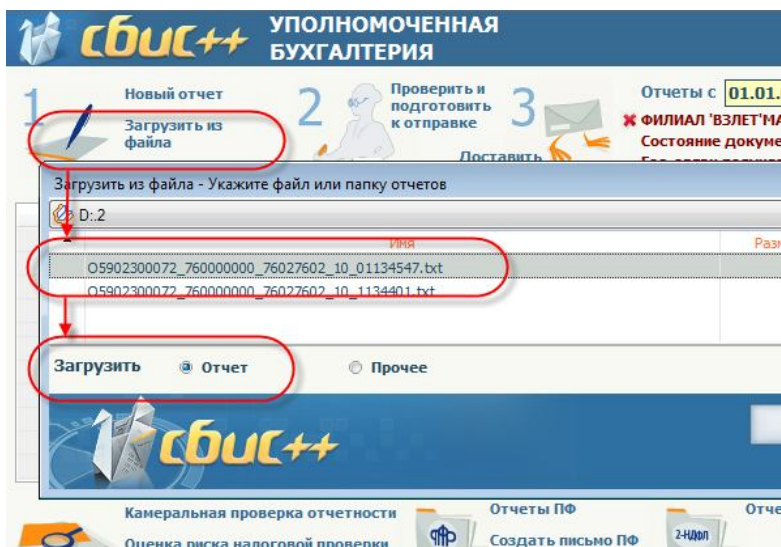 сбис++
УПОЛНОМОЧЕННАЯ
БУХГАЛТЕРИЯ
1
Новый отчет
Загрузить из
файла
2
Проверить и
подготовить
к отправке
3
Доставить
Отчеты с 01.01.
ФИЛИАЛ 'ВЗЛЕТ'МА
Состояние докуме
Загрузить из файла - Укажите файл или папку отчетов
D:.2
Имя
Разм
O5902300072_760000000_76027602_10_01134547.txt
O5902300072_760000000_76027602_10_1134401.txt
Загрузить Отчет Прочее
сбис++
Камеральная проверка отчетности
Оценка риска налоговой проверки
Отчеты ПФ
Создать письмо ПФ
2-НДФЛ
Отче